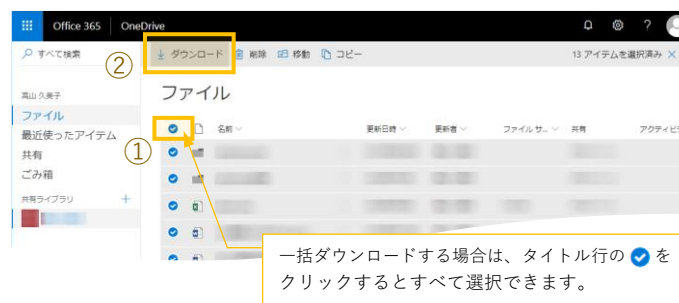 Office 365 OneDrive
? 
すべて検索
② ↓ ダウンロード 削除 移動 コピー 13 アイテムを選択済み ×
高山 久美子
ファイル
ファイル
最近使ったアイテム
共有
ごみ箱
共有ライブラリ +
① 名前 更新日時 更新者 ファイル サ... 共有 アクティビ
一括ダウンロードする場合は、タイトル行の を
クリックするとすべて選択できます。